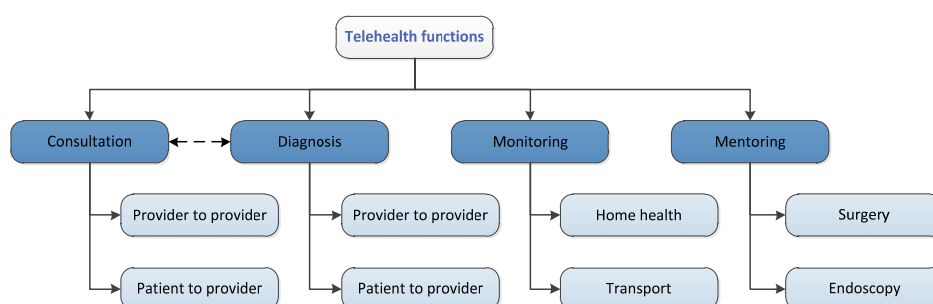 Telehealth functions
Consultation
Diagnosis
Monitoring
Mentoring
Provider to provider
Provider to provider
Home health
Surgery
Patient to provider
Patient to provider
Transport
Endoscopy